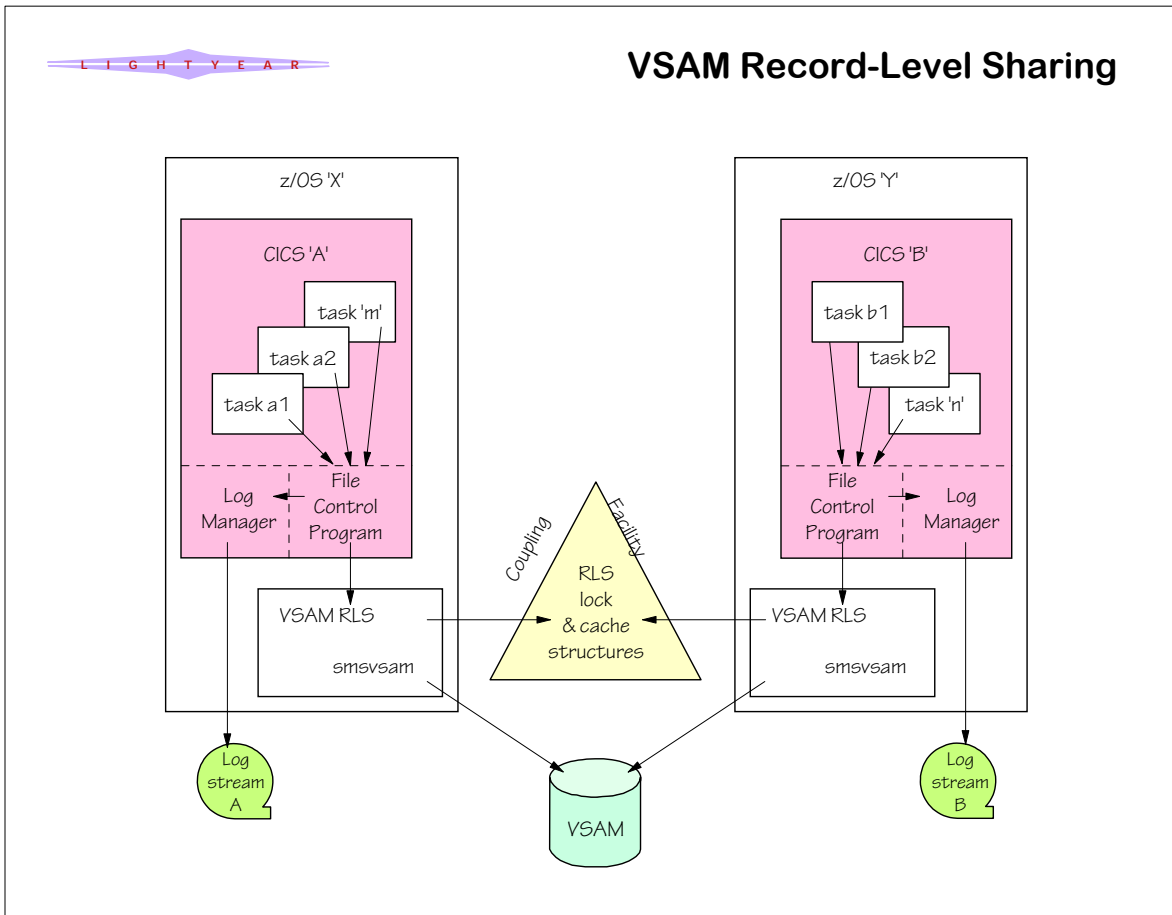 L I G H T Y E A R
VSAM Record-Level Sharing
z/OS 'X'
CICS 'A'
task 'm'
task a2
task a1
Log
Manager
File
Control
Program
VSAM RLS
smsvsam
Log
stream
A
Coupling
Facility
RLS
lock
& cache
structures
VSAM
z/OS 'Y'
CICS 'B'
task b1
task b2
task 'n'
File
Control
Program
Log
Manager
VSAM RLS
smsvsam
Log
stream
B